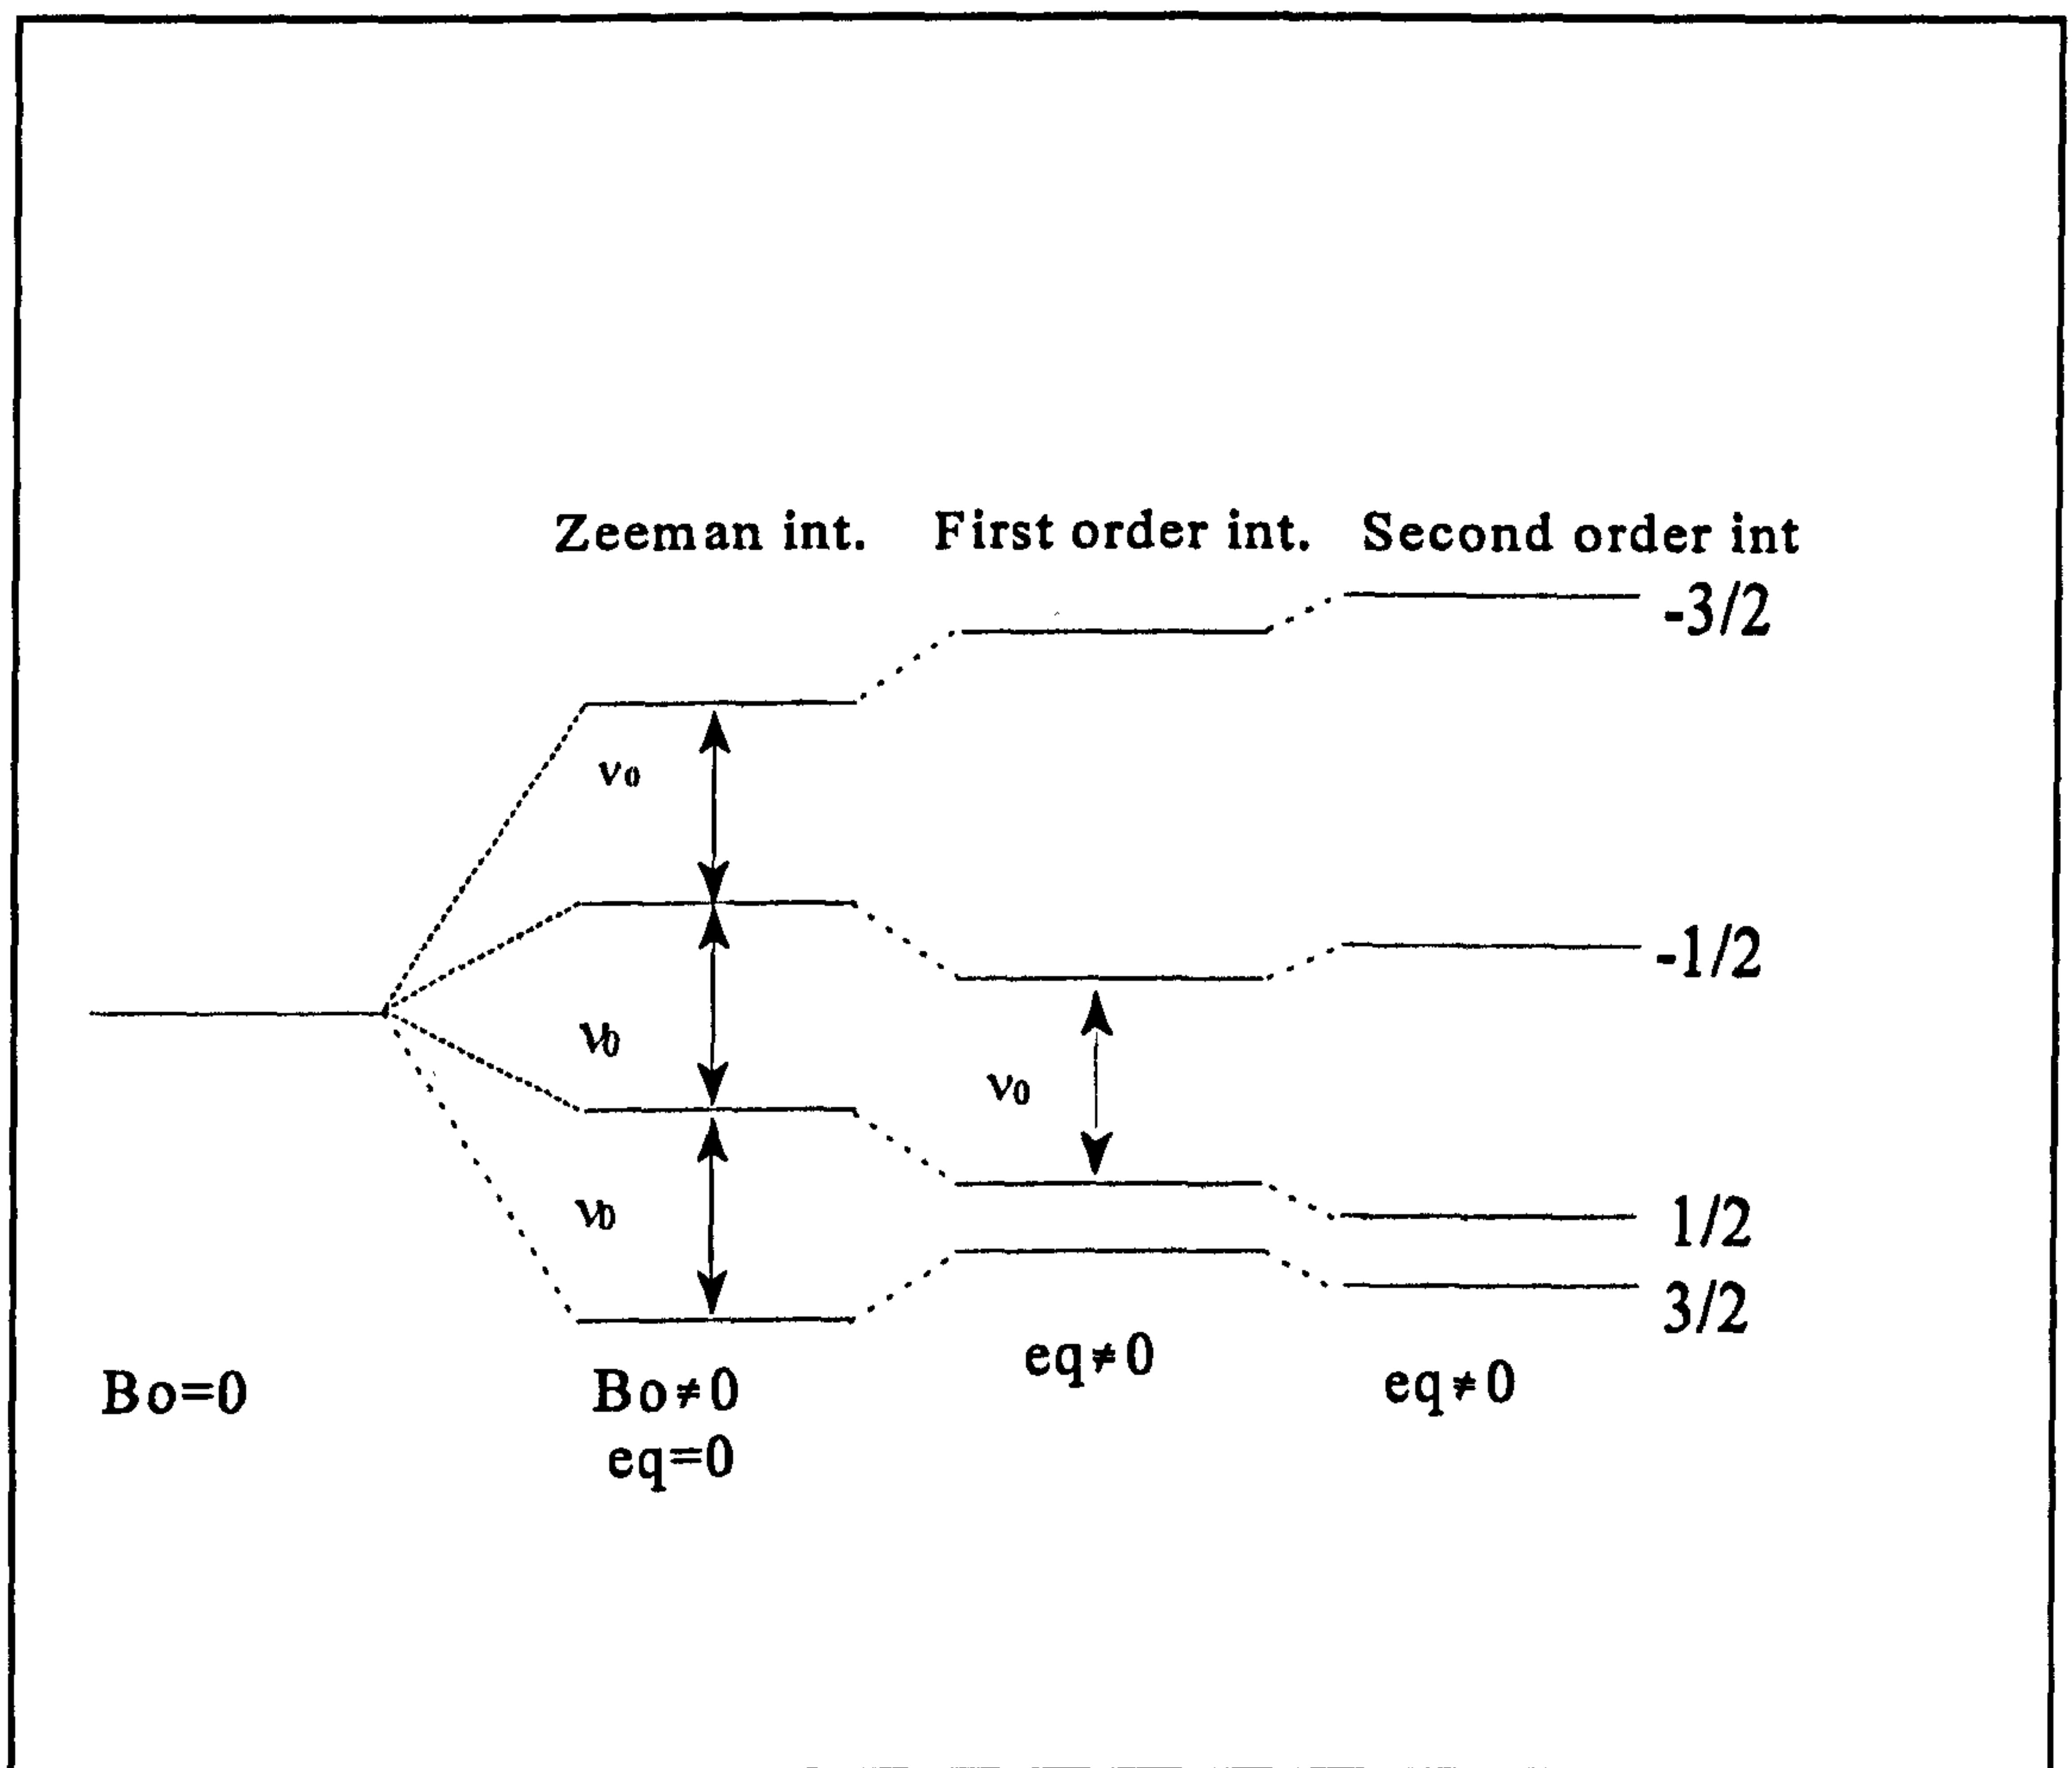 Zeeman int. First order int. Second order int
-3/2
ν0
-1/2
ν0
ν0
ν0
1/2
3/2
eq≠0
Bo=0 Bo≠0 eq≠0
eq=0